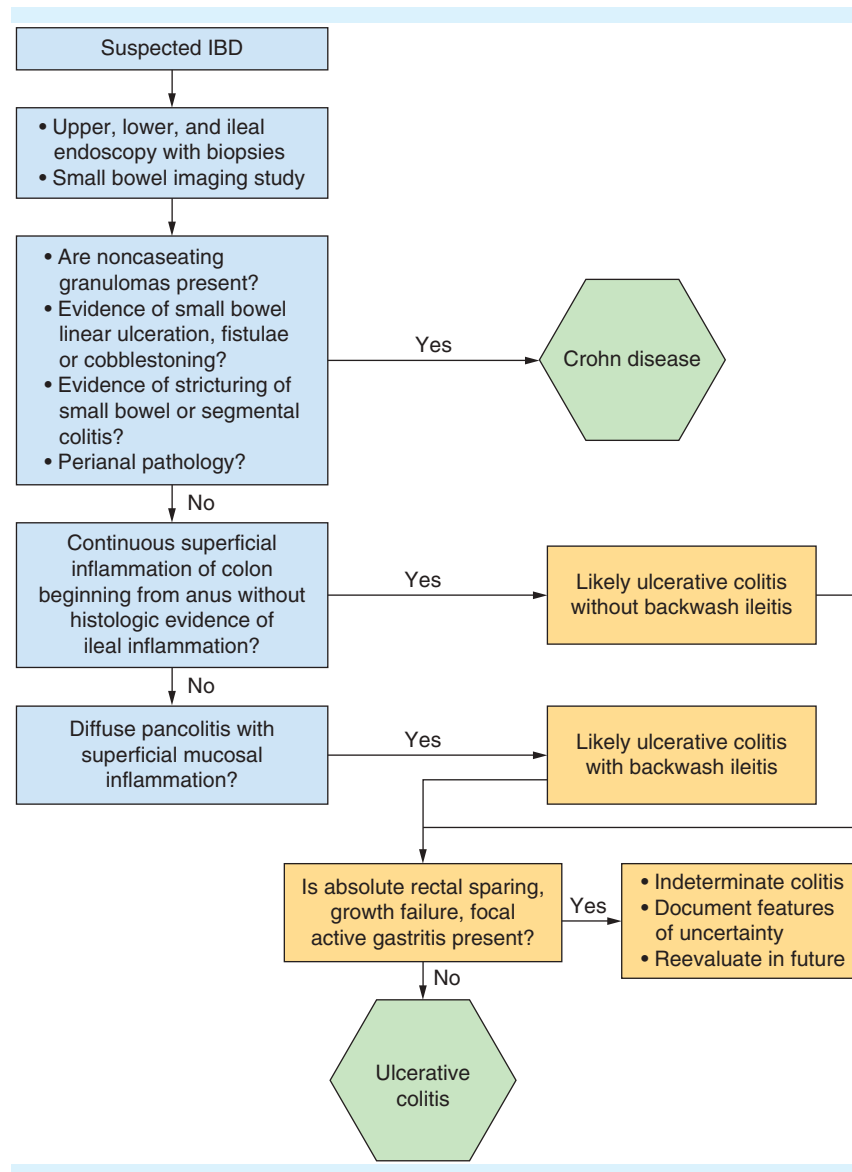 Suspected IBD
• Upper, lower, and ileal
endoscopy with biopsies
• Small bowel imaging study
• Are noncaseating
granulomas present?
• Evidence of small bowel
linear ulceration, fistulae
or cobblestoning?
• Evidence of stricturing of
small bowel or segmental
colitis?
• Perianal pathology?
Yes
Crohn disease
No
Continuous superficial
inflammation of colon
beginning from anus without
histologic evidence of
ileal inflammation?
Yes
Likely ulcerative colitis
without backwash ileitis
No
Diffuse pancolitis with
superficial mucosal
inflammation?
Yes
Likely ulcerative colitis
with backwash ileitis
Is absolute rectal sparing,
growth failure, focal
active gastritis present?
Yes
• Indeterminate colitis
• Document features
of uncertainty
• Reevaluate in future
No
Ulcerative
colitis